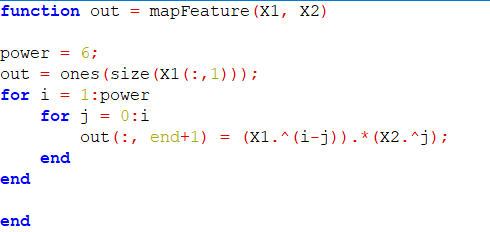 function out = mapFeature(X1, X2)
power = 6;
out = ones(size(X1(:,1)));
for i = 1:power
    for j = 0:i
        out(:, end+1) = (X1.^(i-j)).*(X2.^j);
    end
end
end